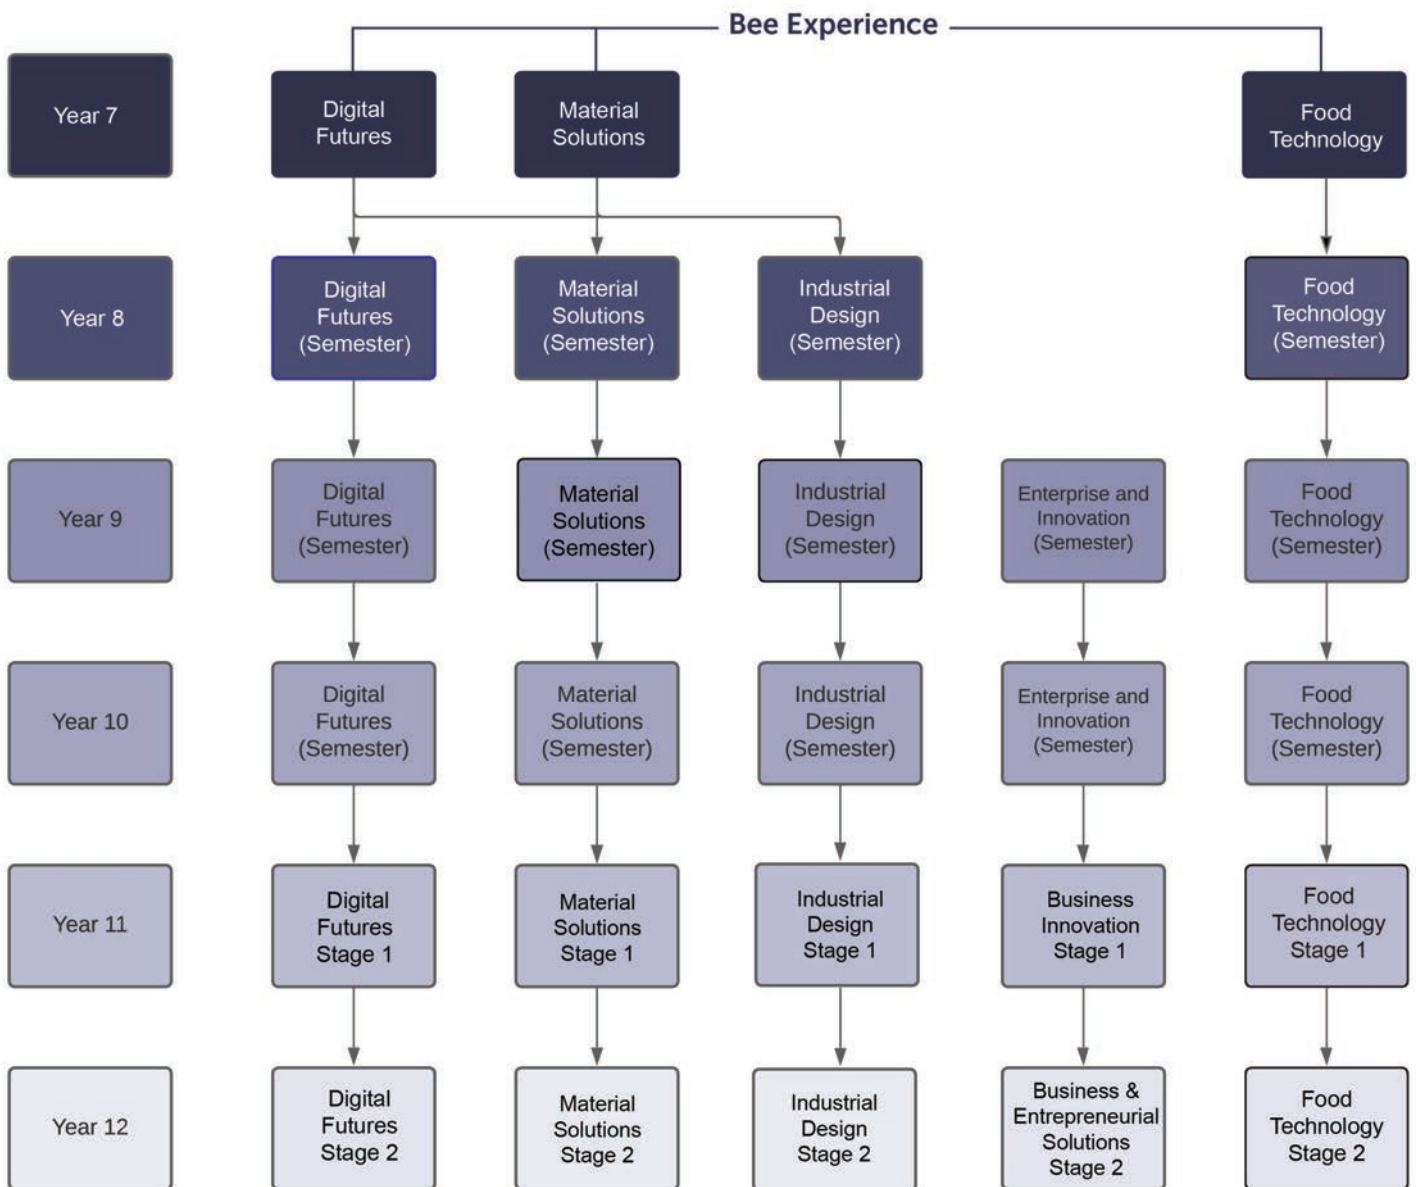 Bee Experience
Year 7
Digital
Futures
Material
Solutions
Food
Technology
Year 8
Digital
Futures
(Semester)
Material
Solutions
(Semester)
Industrial
Design
(Semester)
Food
Technology
(Semester)
Year 9
Digital
Futures
(Semester)
Material
Solutions
(Semester)
Industrial
Design
(Semester)
Enterprise and
Innovation
(Semester)
Food
Technology
(Semester)
Year 10
Digital
Futures
(Semester)
Material
Solutions
(Semester)
Industrial
Design
(Semester)
Enterprise and
Innovation
(Semester)
Food
Technology
(Semester)
Year 11
Digital
Futures
Stage 1
Material
Solutions
Stage 1
Industrial
Design
Stage 1
Business
Innovation
Stage 1
Food
Technology
Stage 1
Year 12
Digital
Futures
Stage 2
Material
Solutions
Stage 2
Industrial
Design
Stage 2
Business &
Entrepreneurial
Solutions
Stage 2
Food
Technology
Stage 2